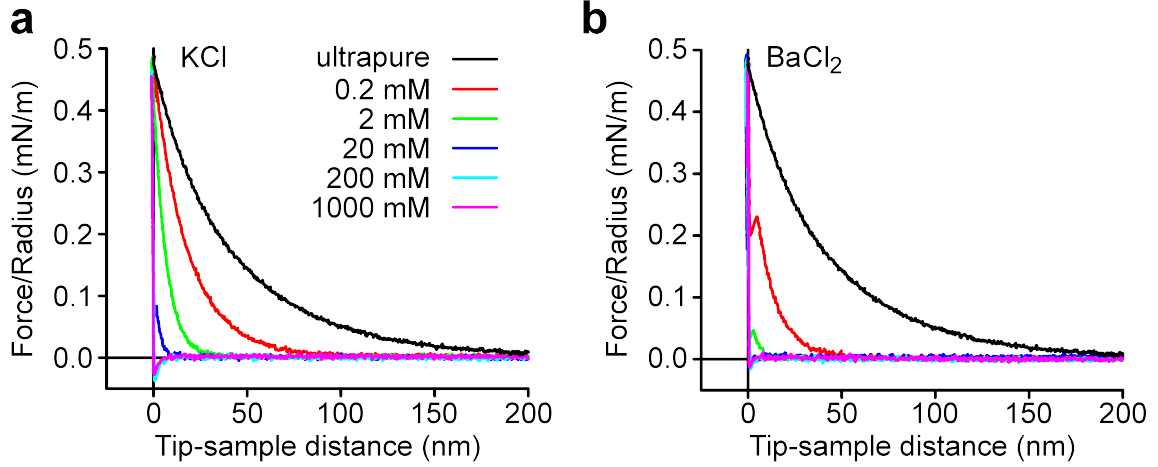 a
KCl
ultrapure
0.2 mM
2 mM
20 mM
200 mM
1000 mM
0.5
0.4
0.3
0.2
0.1
0.0
Force/Radius (mN/m)
0 50 100 150 200
Tip-sample distance (nm)
b
BaCl2
0.5
0.4
0.3
0.2
0.1
0.0
Force/Radius (mN/m)
0 50 100 150 200
Tip-sample distance (nm)